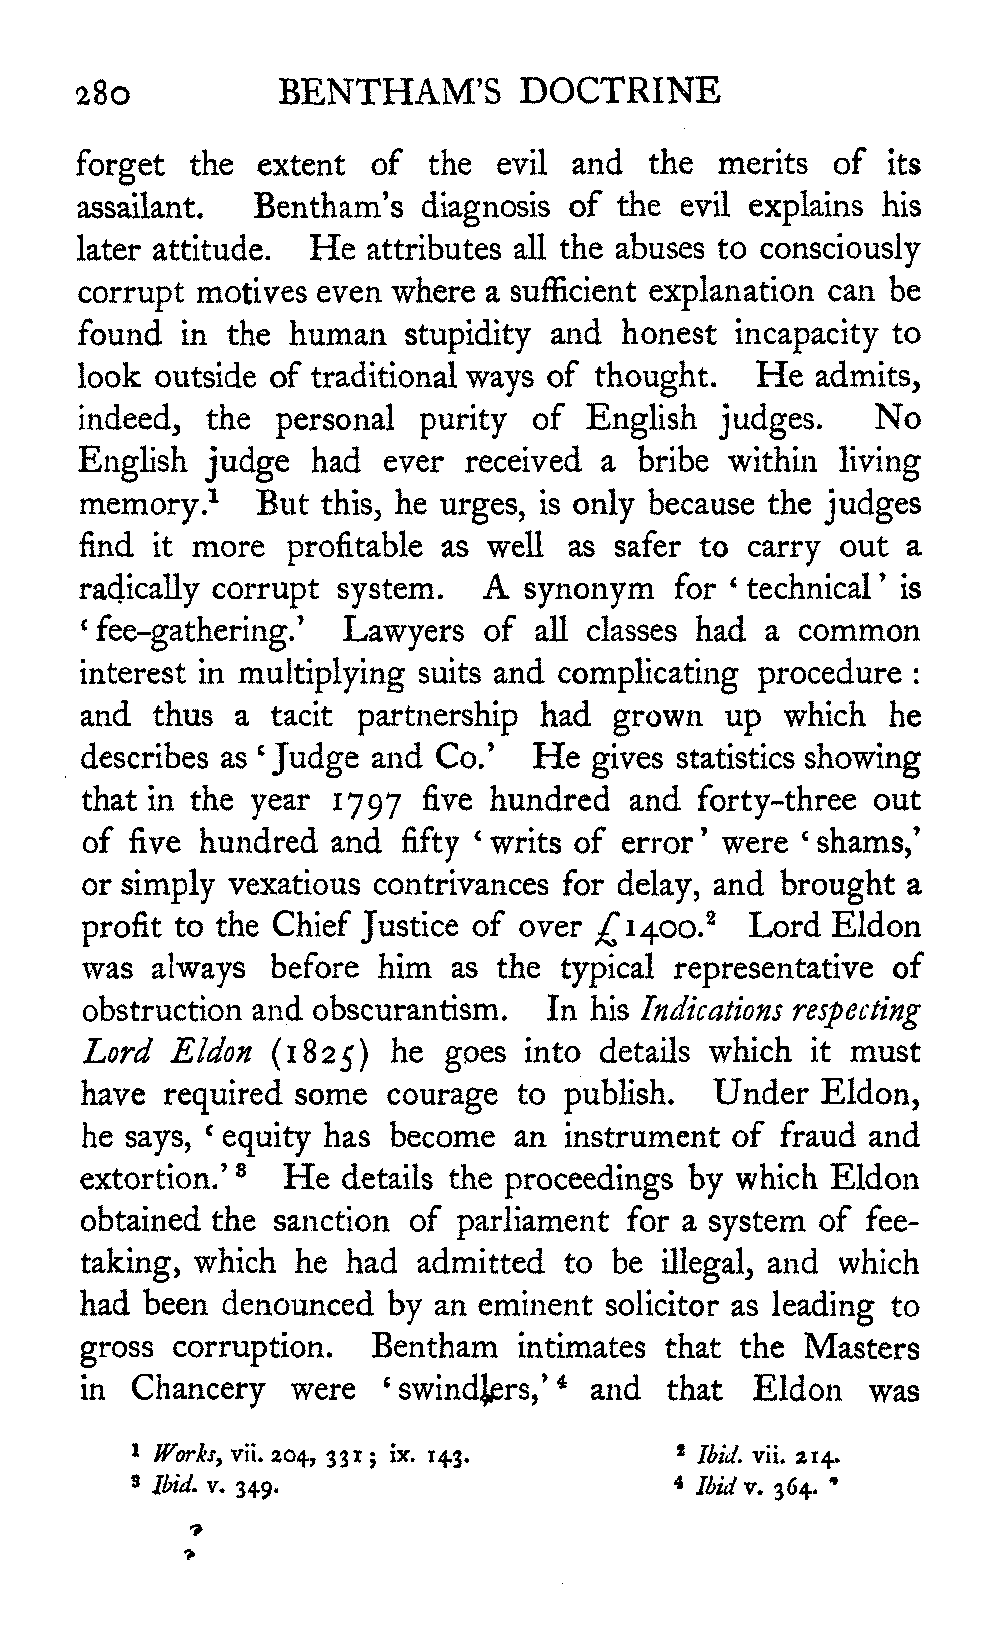 280 BENTHAM'S DOCTRINE
forget the extent of the evil and the merits of its
assailant. Bentham's diagnosis of the evil explains his
later attitude. He attributes all the abuses to consciously
corrupt motives even where a sufficient explanation can be
found in the human stupidity and honest incapacity to
look outside of traditional ways of thought. He admits,
indeed, the personal purity of English judges. No
English judge had ever received a bribe within living
memory.¹ But this, he urges, is only because the judges
find it more profitable as well as safer to carry out a
radically corrupt system. A synonym for ‘technical’ is
‘fee-gathering.’ Lawyers of all classes had a common
interest in multiplying suits and complicating procedure :
and thus a tacit partnership had grown up which he
describes as ‘Judge and Co.’ He gives statistics showing
that in the year 1797 five hundred and forty-three out
of five hundred and fifty ‘writs of error’ were ‘shams,’
or simply vexatious contrivances for delay, and brought a
profit to the Chief Justice of over £1400.² Lord Eldon
was always before him as the typical representative of
obstruction and obscurantism. In his Indications respecting
Lord Eldon (1825) he goes into details which it must
have required some courage to publish. Under Eldon,
he says, ‘equity has become an instrument of fraud and
extortion.’³ He details the proceedings by which Eldon
obtained the sanction of parliament for a system of fee-
taking, which he had admitted to be illegal, and which
had been denounced by an eminent solicitor as leading to
gross corruption. Bentham intimates that the Masters
in Chancery were ‘swindlers,’⁴ and that Eldon was
¹ Works, vii. 204, 331 ; ix. 143. ² Ibid. vii. 214.
³ Ibid. v. 349. ⁴ Ibid v. 364.